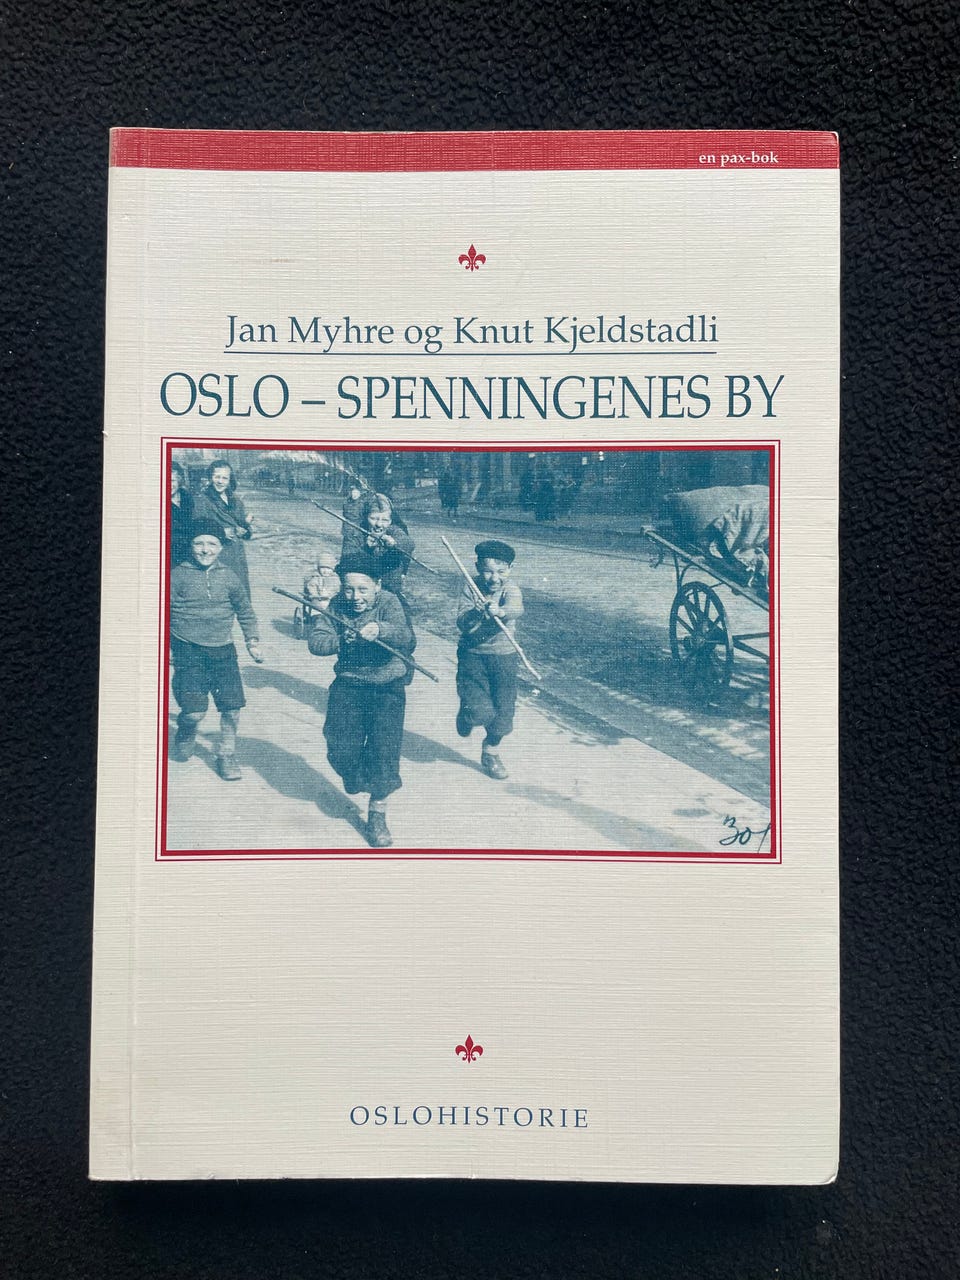 en pax-bok
Jan Myhre og Knut Kjeldstadli
OSLO – SPENNINGENES BY
301
OSLOHISTORIE